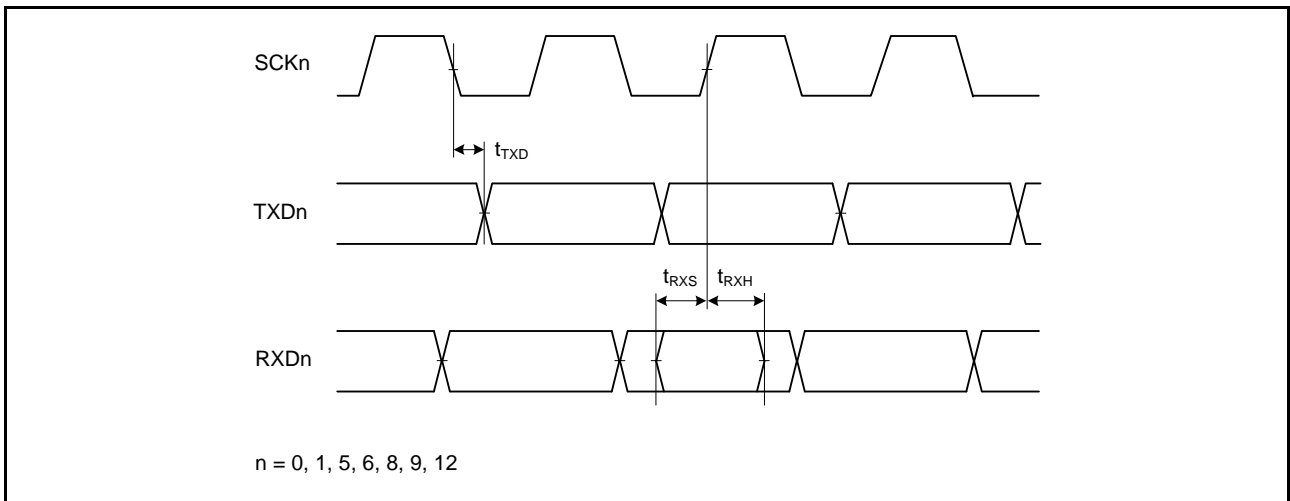 SCKn
tTXD
TXDn
tRXS tRXH
RXDn
n = 0, 1, 5, 6, 8, 9, 12